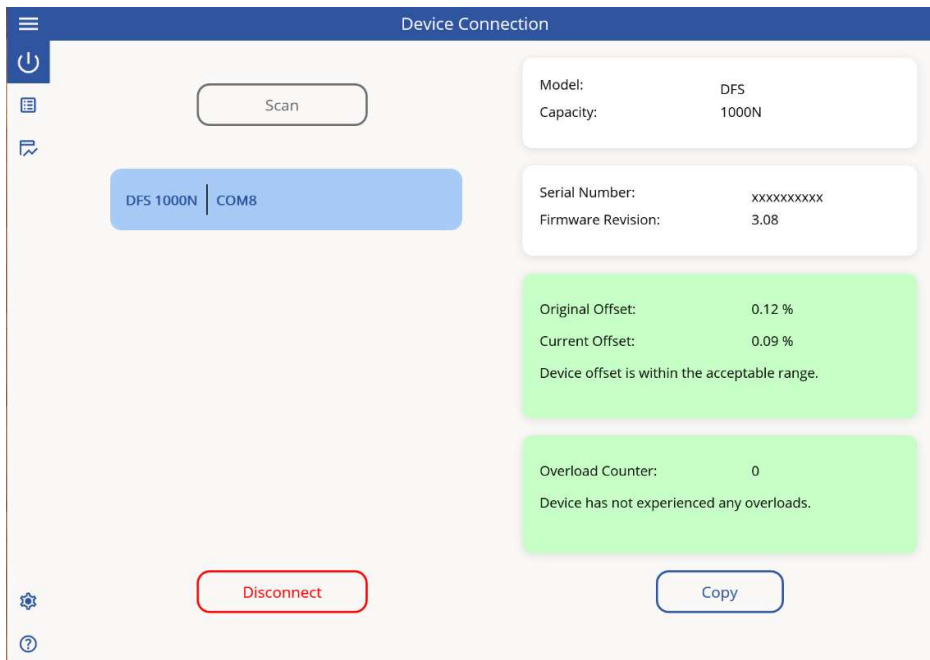 Device Connection
Scan
DFS 1000N COM8
Disconnect
Model: DFS
Capacity: 1000N
Serial Number: xxxxxxxxxx
Firmware Revision: 3.08
Original Offset: 0.12 %
Current Offset: 0.09 %
Device offset is within the acceptable range.
Overload Counter: 0
Device has not experienced any overloads.
Copy